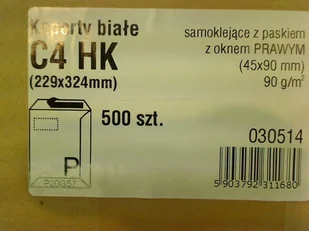 Koperty białe
C4 HK
(229x324mm)
samoklejące z paskiem
z oknem PRAWYM
(45x90 mm)
90 g/m²
500 szt.
030514
P
5 903792 311680